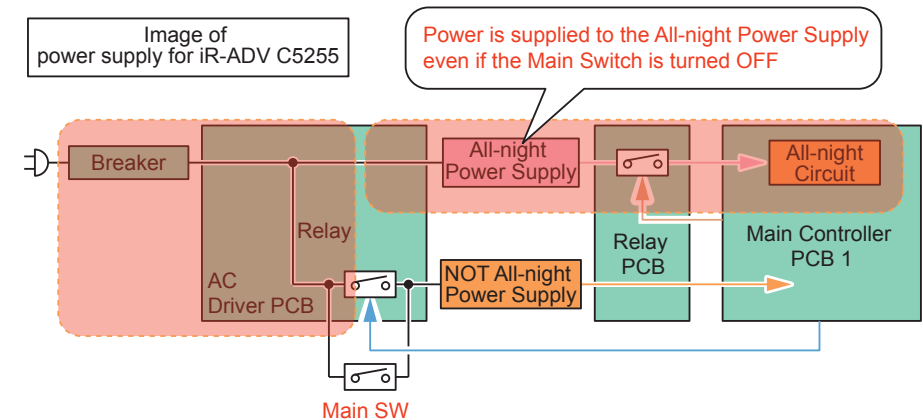 Image of
power supply for iR-ADV C5255
Power is supplied to the All-night Power Supply
even if the Main Switch is turned OFF
Breaker
All-night
Power Supply
All-night
Circuit
Relay
AC
Driver PCB
NOT All-night
Power Supply
Relay
PCB
Main Controller
PCB 1
Main SW